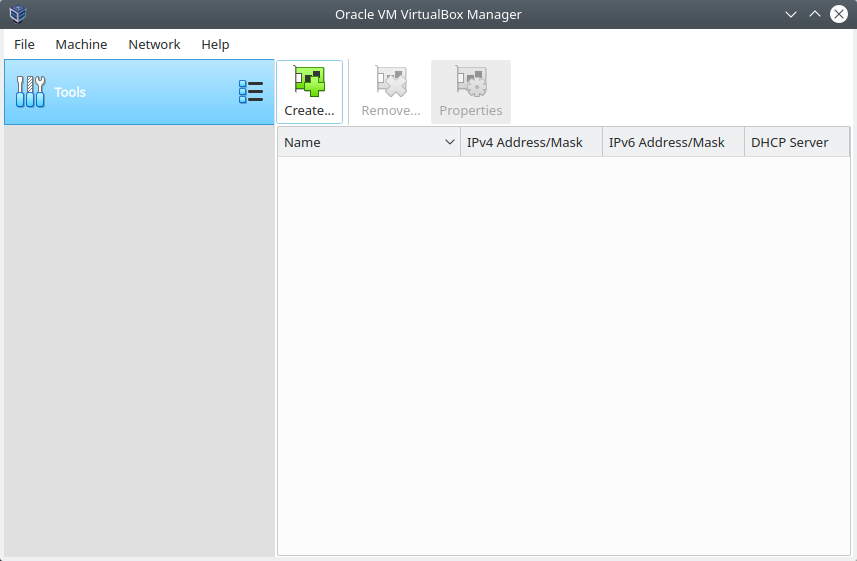 Oracle VM VirtualBox Manager
File Machine Network Help
Tools
Create... Remove... Properties
Name IPv4 Address/Mask IPv6 Address/Mask DHCP Server